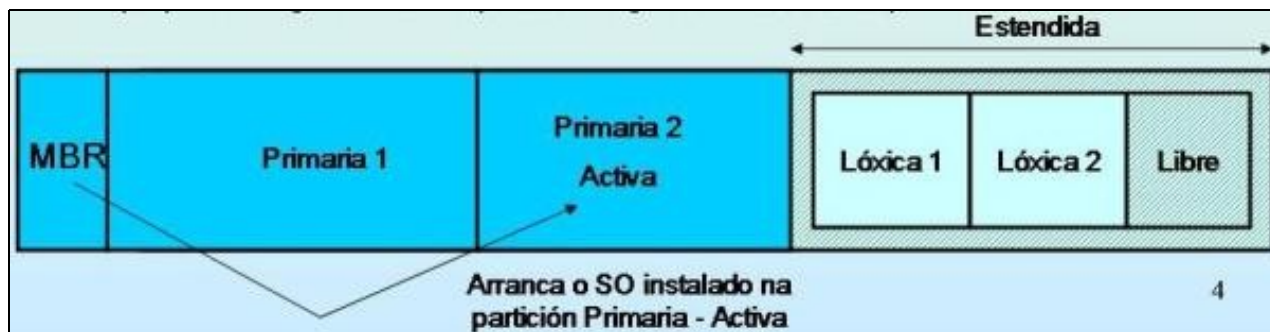 Estendida
MBR
Primaria 1
Primaria 2
Activa
Lóxica 1
Lóxica 2
Libre
Arranca o SO instalado na
partición Primaria - Activa
4